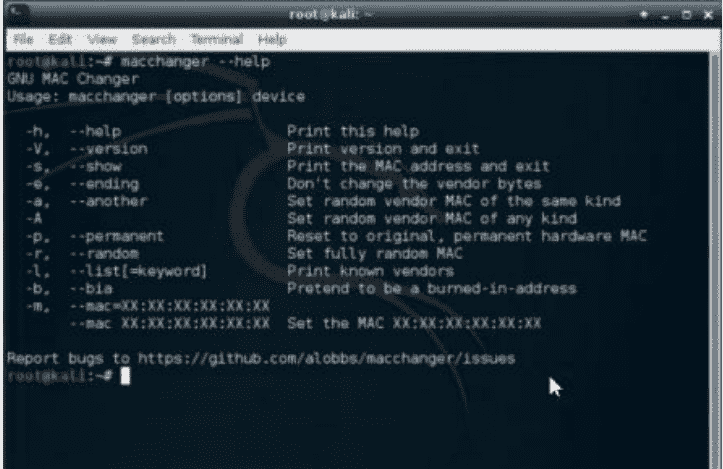 root@kali: ~
File Edit View Search Terminal Help
root@kali:~# macchanger --help
GNU MAC Changer
Usage: macchanger [options] device
-h, --help Print this help
-V, --version Print version and exit
-s, --show Print the MAC address and exit
-e, --ending Don't change the vendor bytes
-a, --another Set random vendor MAC of the same kind
-A Set random vendor MAC of any kind
-p, --permanent Reset to original, permanent hardware MAC
-r, --random Set fully random MAC
-l, --list[=keyword] Print known vendors
-b, --bia Pretend to be a burned-in-address
-m, --mac=XX:XX:XX:XX:XX:XX
--mac XX:XX:XX:XX:XX:XX Set the MAC XX:XX:XX:XX:XX:XX
Report bugs to https://github.com/alobbs/macchanger/issues
root@kali:~#